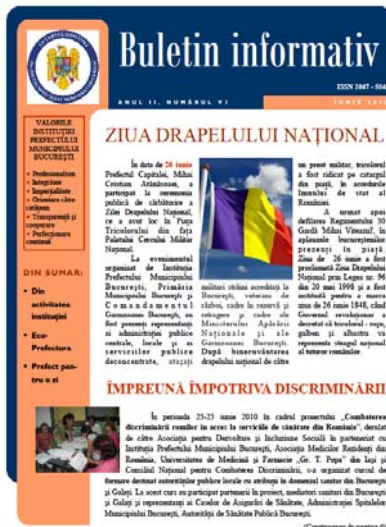 Buletin informativ
ANUL II, NUMĂRUL VI
VALORILE
INSTITUȚIEI
PREFECTULUI
MUNICIPIULUI
BUCUREȘTI
Profesionalism
Integritate
Imparțialitate
Orientare către
cetățean
Transparență și
cooperare
Perfecționare
continuă
DIN SUMAR:
Din
activitatea
instituției
Eco-
Prefectura
Prefect pen-
tru o zi
ZIUA DRAPELULUI NAȚIONAL
În data de 26 iunie
Prefectul Capitalei, Mihai
Cristian Atănăsoaei, a
participat la ceremonia
publică de sărbătorire a
Zilei Drapelului Național,
ce a avut loc în Piața
Tricolorului din fața
Palatului Cercului Militar
Național.
La evenimentul
organizat de Instituția
Prefectului Municipiului
București, Primăria
Municipiului București și
Comandamentul
Garnizoanei București, au
fost prezenți reprezentanți
ai administrației publice
centrale, locale și ai
serviciilor publice
deconcentrate, atașați
militari străini acreditați la
București, veterani de
război, cadre în rezervă și
retragere și cadre ale
Ministerului Apărării
Naționale și ale
Garnizoanei București.
După binecuvântarea
drapelului național de către
un preot militar, tricolorul
a fost ridicat pe catargul
din piață, în acordurile
Imnului de stat al
României.
A urmat apoi
defilarea Regimentului 30
Gardă Mihai Viteazul, în
aplauzele bucureștenilor
prezenți în piață.
Ziua de 26 iunie a fost
proclamată Ziua Drapelului
Național prin Legea nr. 96
din 20 mai 1998 și a fost
instituită pentru a marca
ziua de 26 iunie 1848, când
Guvernul revoluționar a
decretat că tricolorul - roșu,
galben și albastru va
reprezenta steagul național
al tuturor românilor.
ÎMPREUNĂ ÎMPOTRIVA DISCRIMINĂRII
În perioada 23-25 iunie 2010 în cadrul proiectului „Combaterea
discriminării romilor în acces la serviciile de sănătate din România”, derulat
de către Asociația pentru Dezvoltare și Incluziune Socială în parteneriat cu
Instituția Prefectului Municipiului București, Asociația Medicilor Rezidenți din
România, Universitatea de Medicină și Farmacie „Gr. T. Popa” din Iași și
Consiliul Național pentru Combaterea Discriminării, s-a organizat cursul de
formare destinat autorităților publice locale cu atribuții în domeniul sanitar din București
și Galați. La acest curs au participat partenerii în proiect, mediatori sanitari din București
și Galați și reprezentanți ai Caselor de Asigurări de Sănătate, Administrației Spitalelor
Municipiului București, Autorității de Sănătate Publică București.